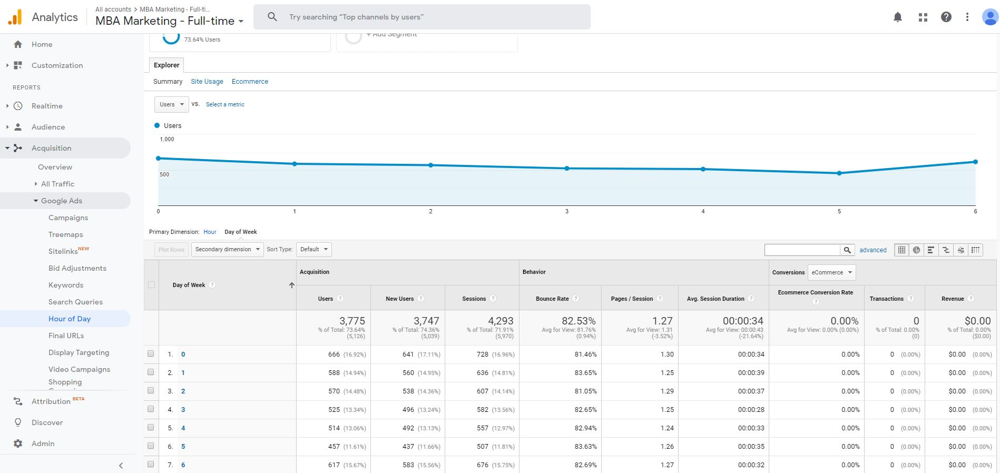 Analytics
All accounts > MBA Marketing - Full-ti...
MBA Marketing - Full-time
Try searching “Top channels by users”
Home
Customization
REPORTS
Realtime
Audience
Acquisition
Overview
All Traffic
Google Ads
Campaigns
Treemaps
Sitelinks NEW
Bid Adjustments
Keywords
Search Queries
Hour of Day
Final URLs
Display Targeting
Video Campaigns
Shopping
Attribution BETA
Discover
Admin
73.64% Users
+ Add Segment
Explorer
Summary Site Usage Ecommerce
Users VS. Select a metric
Users
1,000
500
0 1 2 3 4 5 6
Primary Dimension: Hour Day of Week
Plot Rows Secondary dimension Sort Type: Default advanced
Day of Week ? Acquisition Behavior Conversions eCommerce
Users ? New Users ? Sessions ? Bounce Rate ? Pages / Session ? Avg. Session Duration ? Ecommerce Conversion Rate ? Transactions ? Revenue ?
3,775 3,747 4,293 82.53% 1.27 00:00:34 0.00% 0 $0.00
% of Total: 73.64% % of Total: 74.36% % of Total: 71.91% Avg for View: 81.76% Avg for View: 1.31 Avg for View: 00:00:43 Avg for View: 0.00% (0.00%) % of Total: 0.00% % of Total: 0.00%
(5,126) (5,039) (5,970) (0.94%) (-3.52%) (-21.64%) (0) ($0.00)
1. 0 666 (16.92%) 641 (17.11%) 728 (16.96%) 81.46% 1.30 00:00:34 0.00% 0 (0.00%) $0.00 (0.00%)
2. 1 588 (14.94%) 560 (14.95%) 636 (14.81%) 83.65% 1.25 00:00:39 0.00% 0 (0.00%) $0.00 (0.00%)
3. 2 570 (14.48%) 538 (14.36%) 607 (14.14%) 81.05% 1.29 00:00:37 0.00% 0 (0.00%) $0.00 (0.00%)
4. 3 525 (13.34%) 496 (13.24%) 582 (13.56%) 82.65% 1.25 00:00:28 0.00% 0 (0.00%) $0.00 (0.00%)
5. 4 514 (13.06%) 492 (13.13%) 557 (12.97%) 82.94% 1.24 00:00:33 0.00% 0 (0.00%) $0.00 (0.00%)
6. 5 457 (11.61%) 437 (11.66%) 507 (11.81%) 83.63% 1.26 00:00:35 0.00% 0 (0.00%) $0.00 (0.00%)
7. 6 617 (15.67%) 583 (15.56%) 676 (15.75%) 82.69% 1.27 00:00:32 0.00% 0 (0.00%) $0.00 (0.00%)